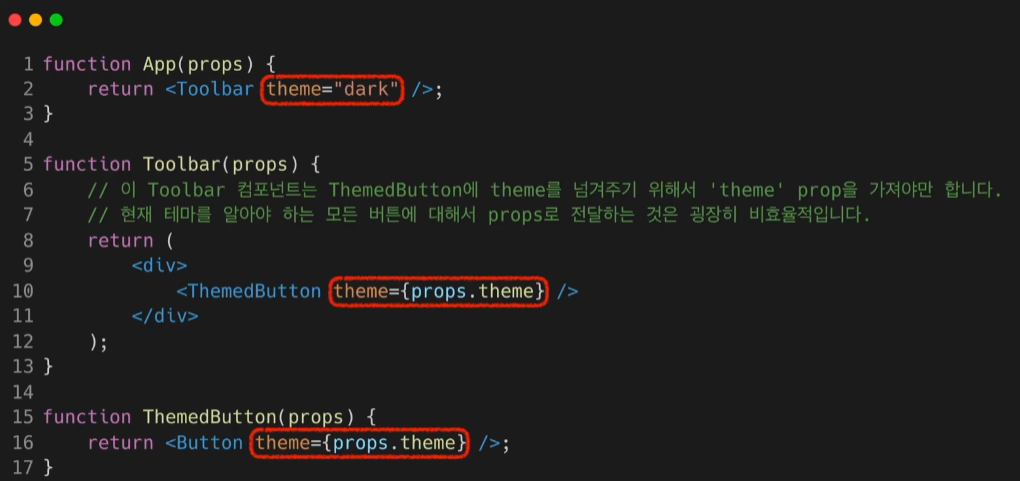 1 function App(props) {
2     return <Toolbar theme="dark" />;
3 }
4
5 function Toolbar(props) {
6     // 이 Toolbar 컴포넌트는 ThemedButton에 theme를 넘겨주기 위해서 'theme' prop을 가져야만 합니다.
7     // 현재 테마를 알아야 하는 모든 버튼에 대해서 props로 전달하는 것은 굉장히 비효율적입니다.
8     return (
9         <div>
10             <ThemedButton theme={props.theme} />
11         </div>
12     );
13 }
14
15 function ThemedButton(props) {
16     return <Button theme={props.theme} />;
17 }